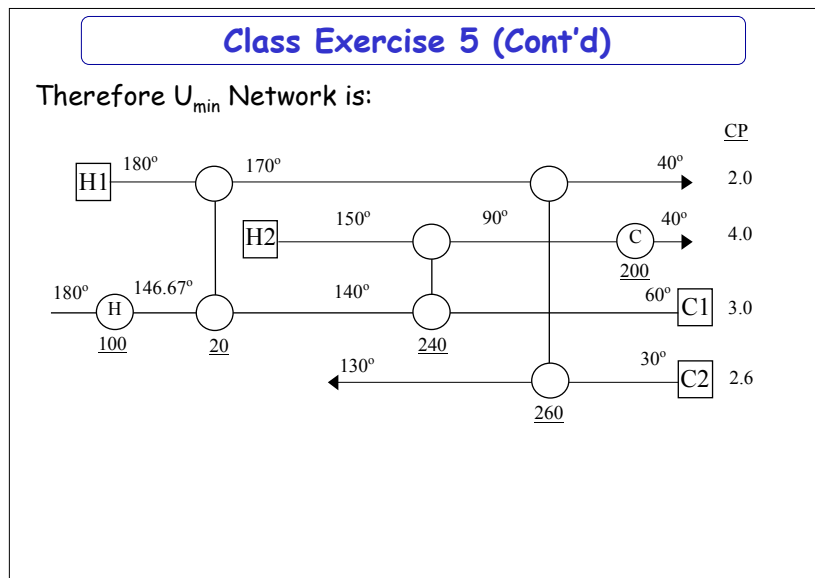 Class Exercise 5 (Cont'd)
Therefore Umin Network is:
CP
H1 180º 170º 40º 2.0
H2 150º 90º C 40º 4.0
200
180º H 146.67º 140º 60º C1 3.0
100 20 240
130º 30º C2 2.6
260